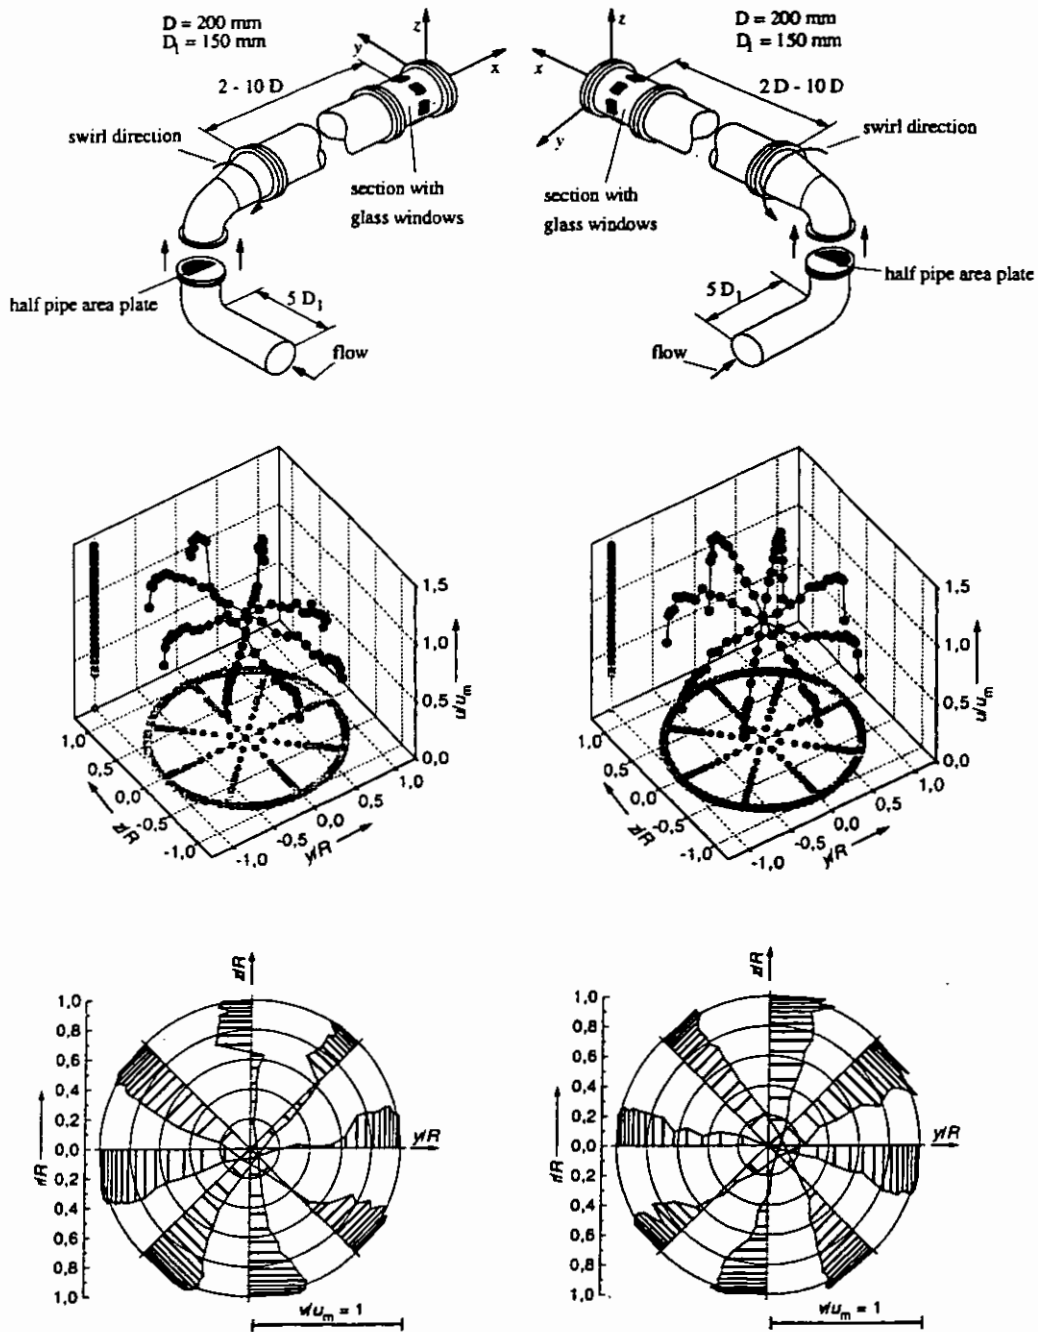 D = 200 mm
D₁ = 150 mm
z
y
x
2 - 10 D
swirl direction
section with
glass windows
half pipe area plate
5 D₁
flow
D = 200 mm
D₁ = 150 mm
z
x
y
2 D - 10 D
swirl direction
section with
glass windows
half pipe area plate
5 D₁
flow
1,5
1,0
0,5
0,0
u/uₘ
1,0
0,5
0,0
-0,5
-1,0
z/R
-1,0
-0,5
0,0
0,5
1,0
y/R
1,5
1,0
0,5
0,0
u/uₘ
1,0
0,5
0,0
-0,5
-1,0
z/R
-1,0
-0,5
0,0
0,5
1,0
y/R
z/R
1,0
0,8
0,6
0,4
0,2
0,0
0,2
0,4
0,6
0,8
1,0
r/R
y/R
v/uₘ = 1
z/R
1,0
0,8
0,6
0,4
0,2
0,0
0,2
0,4
0,6
0,8
1,0
r/R
y/R
v/uₘ = 1